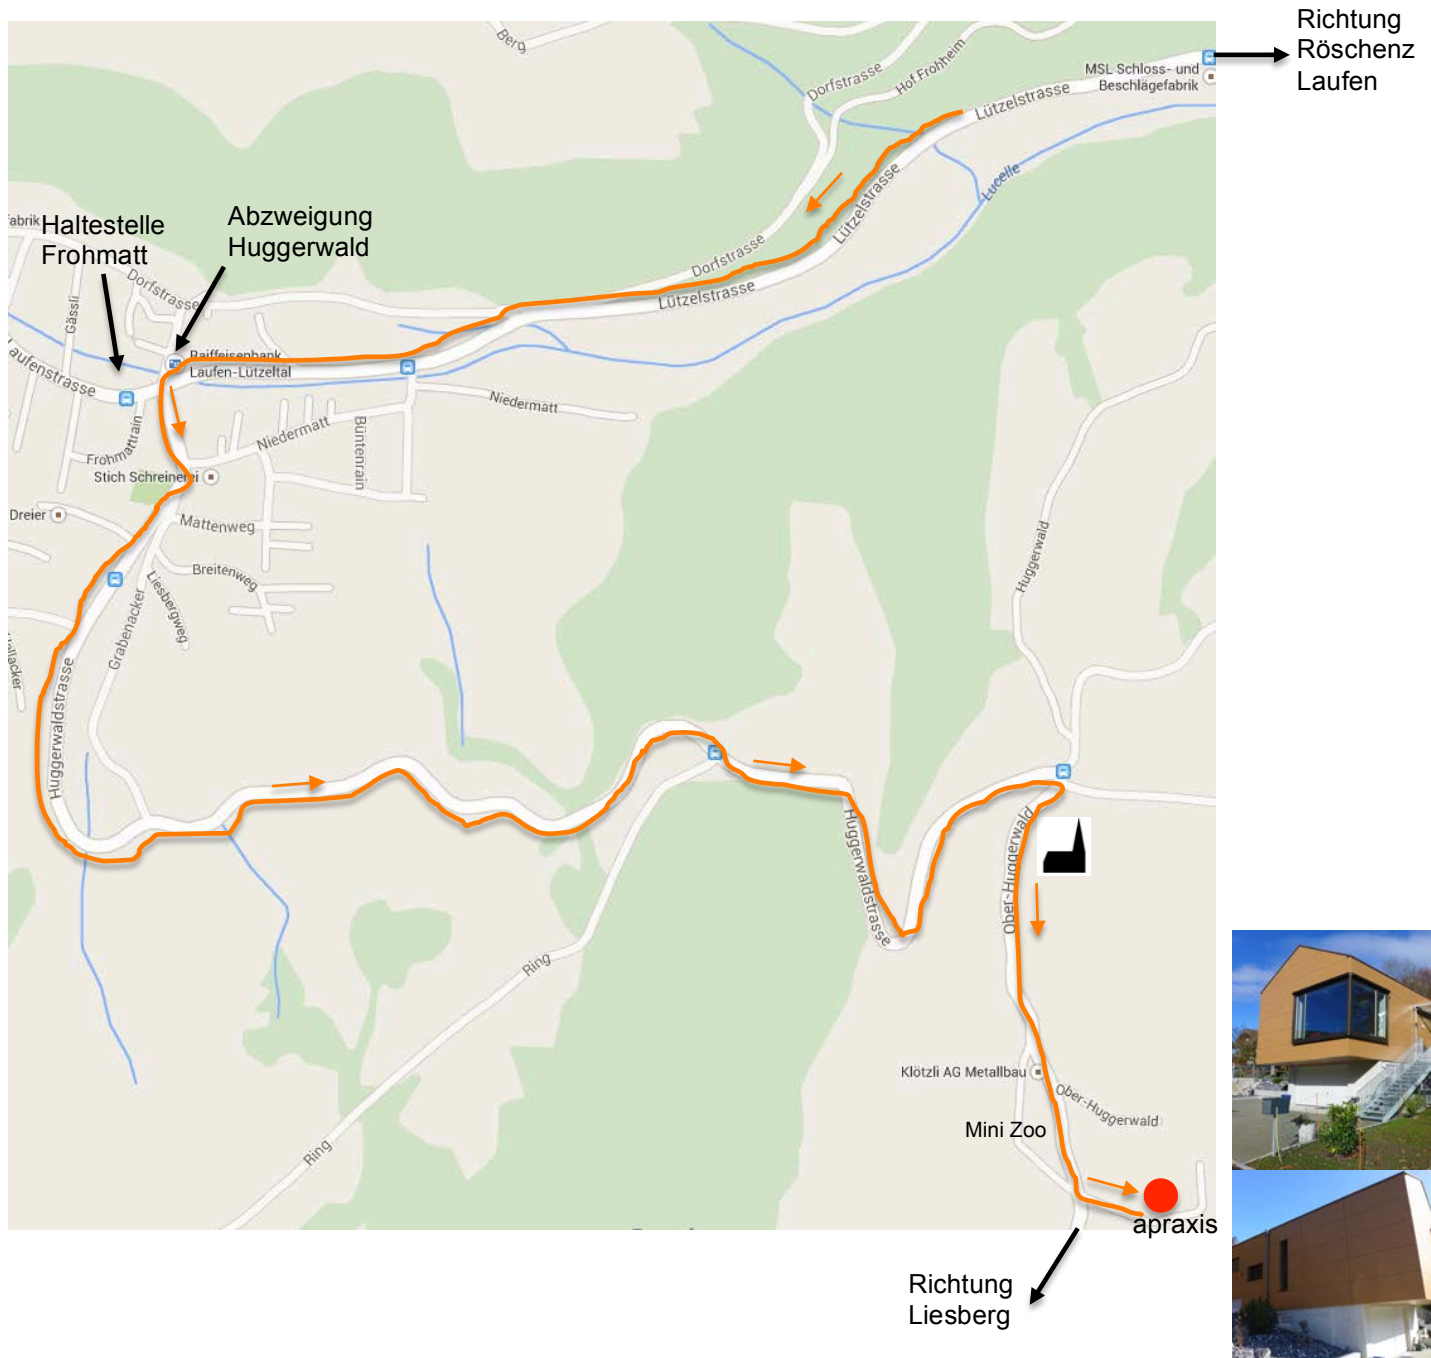 Richtung
Röschenz
Laufen
Berg
Dorfstrasse
Hof Frohheim
MSL Schloss- und
Beschlägefabrik
Lützelstrasse
Lützelstrasse
Lucelle
Haltestelle
Frohmatt
Abzweigung
Huggerwald
abrik
Dorfstrasse
Dorfstrasse
Lützelstrasse
Gässli
Laufenstrasse
Raiffeisenbank
Laufen-Lützeltal
Niedermatt
Niedermatt
Büntenrain
Frohmattrain
Stich Schreinerei
Dreier
Mattenweg
Breitenweg
Liesbergweg
Grabenacker
Huggerwald
Huggerwaldstrasse
Huggerwaldstrasse
Ober-Huggerwald
Ring
Ring
Klötzli AG Metallbau
Ober-Huggerwald
Mini Zoo
apraxis
Richtung
Liesberg